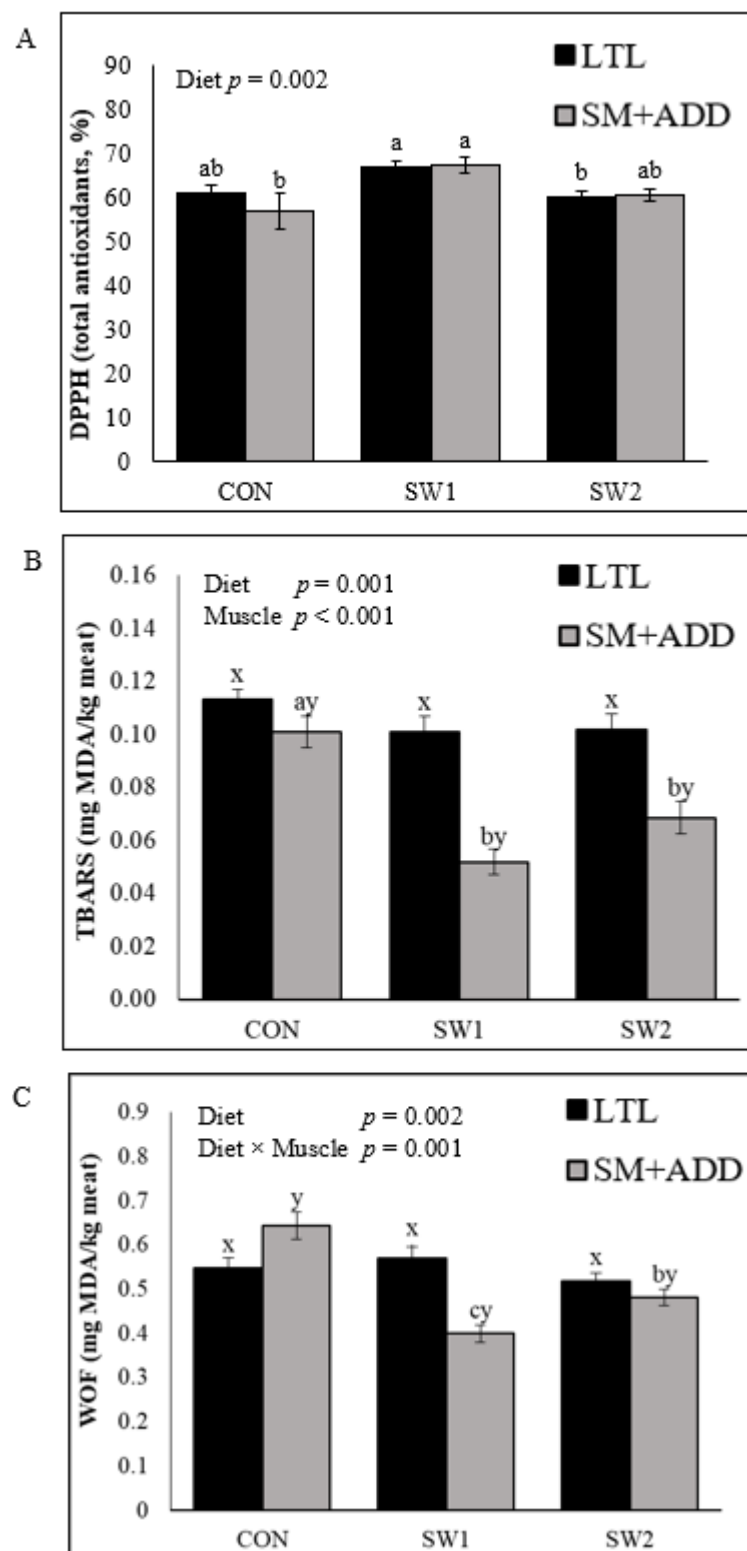 A
LTL
SM+ADD
Diet p = 0.002
DPPH (total antioxidants, %)
90
80
70
60
50
40
30
20
10
0
ab
b
a
a
b
ab
CON
SW1
SW2
B
LTL
SM+ADD
Diet p = 0.001
Muscle p < 0.001
TBARS (mg MDA/kg meat)
0.16
0.14
0.12
0.10
0.08
0.06
0.04
0.02
0.00
x
ay
x
by
x
by
CON
SW1
SW2
C
LTL
SM+ADD
Diet p = 0.002
Diet × Muscle p = 0.001
WOF (mg MDA/kg meat)
0.9
0.8
0.7
0.6
0.5
0.4
0.3
0.2
0.1
0
x
y
x
cy
x
by
CON
SW1
SW2